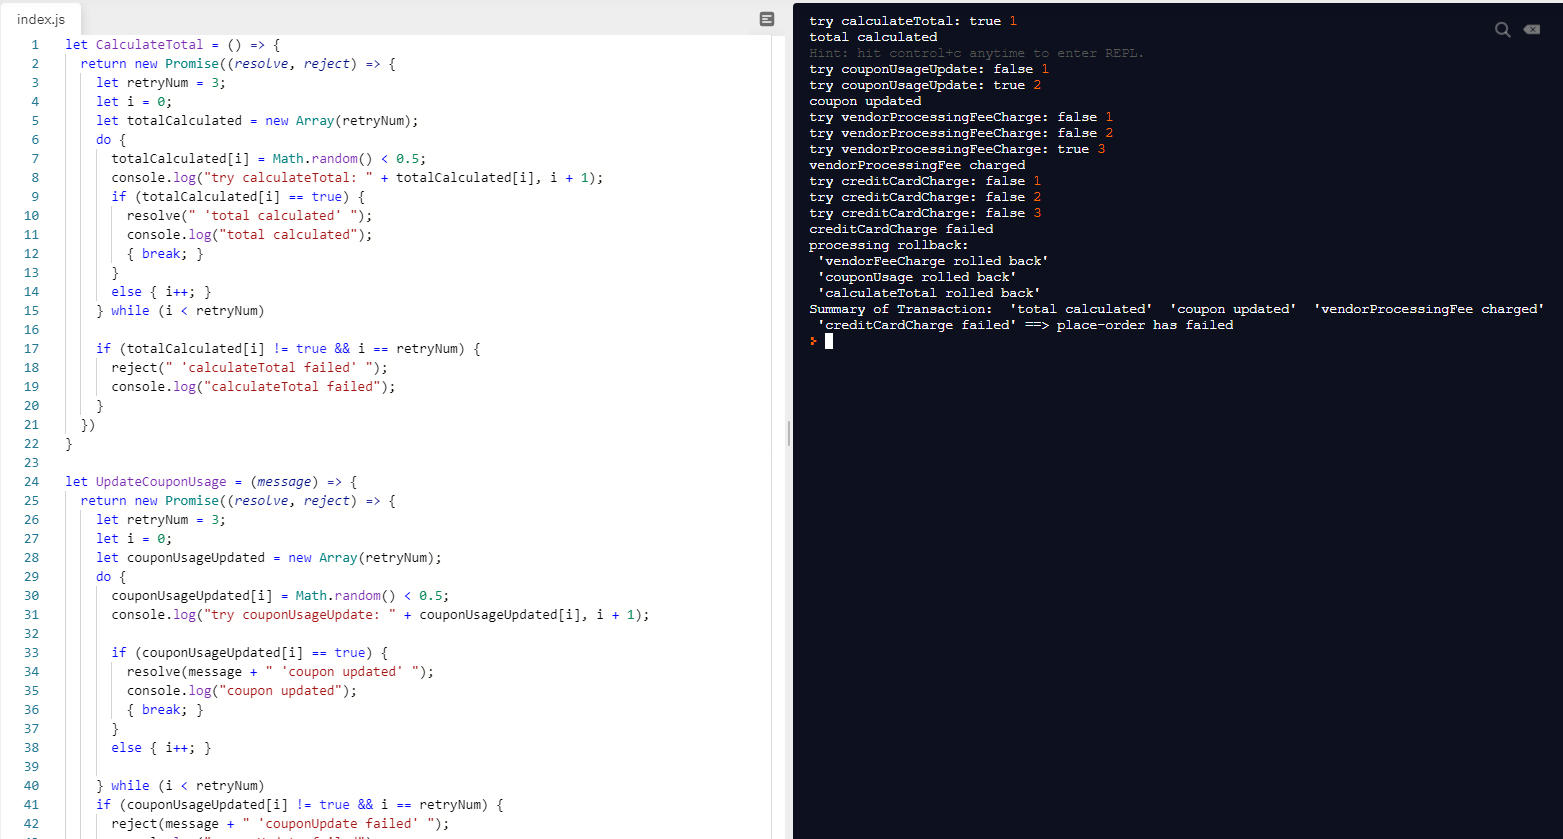 index.js
1 let CalculateTotal = () => {
2 return new Promise((resolve, reject) => {
3 let retryNum = 3;
4 let i = 0;
5 let totalCalculated = new Array(retryNum);
6 do {
7 totalCalculated[i] = Math.random() < 0.5;
8 console.log("try calculateTotal: " + totalCalculated[i], i + 1);
9 if (totalCalculated[i] == true) {
10 resolve(" 'total calculated' ");
11 console.log("total calculated");
12 { break; }
13 }
14 else { i++; }
15 } while (i < retryNum)
16
17 if (totalCalculated[i] != true && i == retryNum) {
18 reject(" 'calculateTotal failed' ");
19 console.log("calculateTotal failed");
20 }
21 })
22 }
23
24 let UpdateCouponUsage = (message) => {
25 return new Promise((resolve, reject) => {
26 let retryNum = 3;
27 let i = 0;
28 let couponUsageUpdated = new Array(retryNum);
29 do {
30 couponUsageUpdated[i] = Math.random() < 0.5;
31 console.log("try couponUsageUpdate: " + couponUsageUpdated[i], i + 1);
32
33 if (couponUsageUpdated[i] == true) {
34 resolve(message + " 'coupon updated' ");
35 console.log("coupon updated");
36 { break; }
37 }
38 else { i++; }
39
40 } while (i < retryNum)
41 if (couponUsageUpdated[i] != true && i == retryNum) {
42 reject(message + " 'couponUpdate failed' ");
try calculateTotal: true 1
total calculated
Hint: hit control+c anytime to enter REPL.
try couponUsageUpdate: false 1
try couponUsageUpdate: true 2
coupon updated
try vendorProcessingFeeCharge: false 1
try vendorProcessingFeeCharge: false 2
try vendorProcessingFeeCharge: true 3
vendorProcessingFee charged
try creditCardCharge: false 1
try creditCardCharge: false 2
try creditCardCharge: false 3
creditCardCharge failed
processing rollback:
'vendorFeeCharge rolled back'
'couponUsage rolled back'
'calculateTotal rolled back'
Summary of Transaction: 'total calculated' 'coupon updated' 'vendorProcessingFee charged'
'creditCardCharge failed' ==> place-order has failed
>